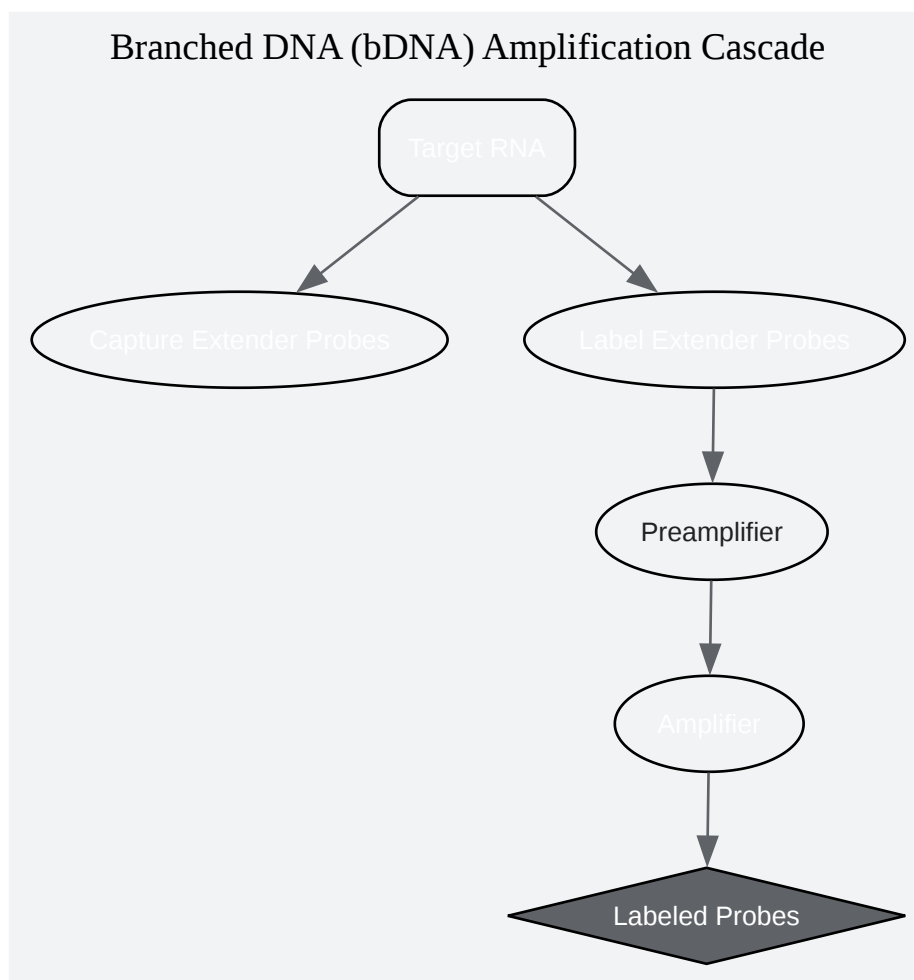 Branched DNA (bDNA) Amplification Cascade
Target RNA
Capture Extender Probes
Label Extender Probes
Preamplifier
Amplifier
Labeled Probes